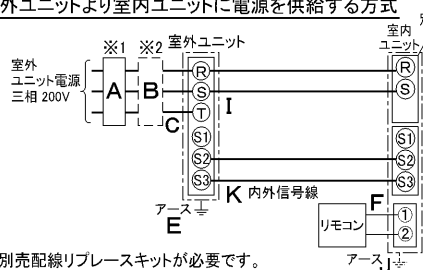 外ユニットより室内ユニットに電源を供給する方式
※1 ※2 室外ユニット 室内
ユニット
室外
ユニット電源
三相 200V
A B C
R
S
T
S1
S2
S3
I
R
S
S1
S2
S3
K 内外信号線
アース
E
F
リモコン
①
②
アース
別売配線リプレースキットが必要です。